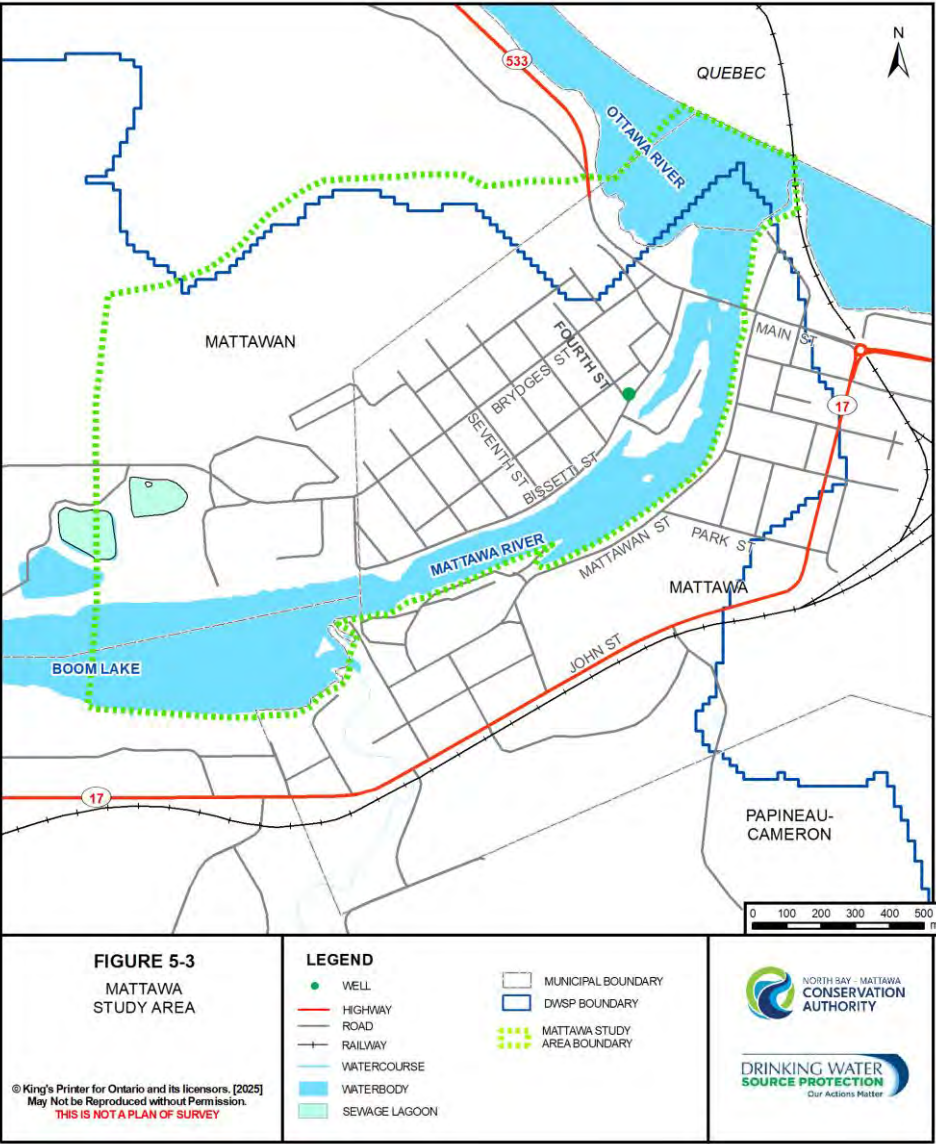 N
533
QUEBEC
OTTAWA RIVER
MATTAWAN
FOURTH ST
BRYDGES ST
MAIN ST
SEVENTH ST
17
BISSETT ST
MATTAWA RIVER
MATTAWAN ST
PARK ST
MATTAWA
JOHN ST
BOOM LAKE
17
PAPINEAU-
CAMERON
0 100 200 300 400 500
m
FIGURE 5-3
MATTAWA
STUDY AREA
© King's Printer for Ontario and its licensors. [2025]
May Not be Reproduced without Permission.
THIS IS NOT A PLAN OF SURVEY
LEGEND
WELL
HIGHWAY
ROAD
RAILWAY
WATERCOURSE
WATERBODY
SEWAGE LAGOON
MUNICIPAL BOUNDARY
DWSP BOUNDARY
MATTAWA STUDY
AREA BOUNDARY
NORTH BAY - MATTAWA
CONSERVATION
AUTHORITY
DRINKING WATER
SOURCE PROTECTION
Our Actions Matter